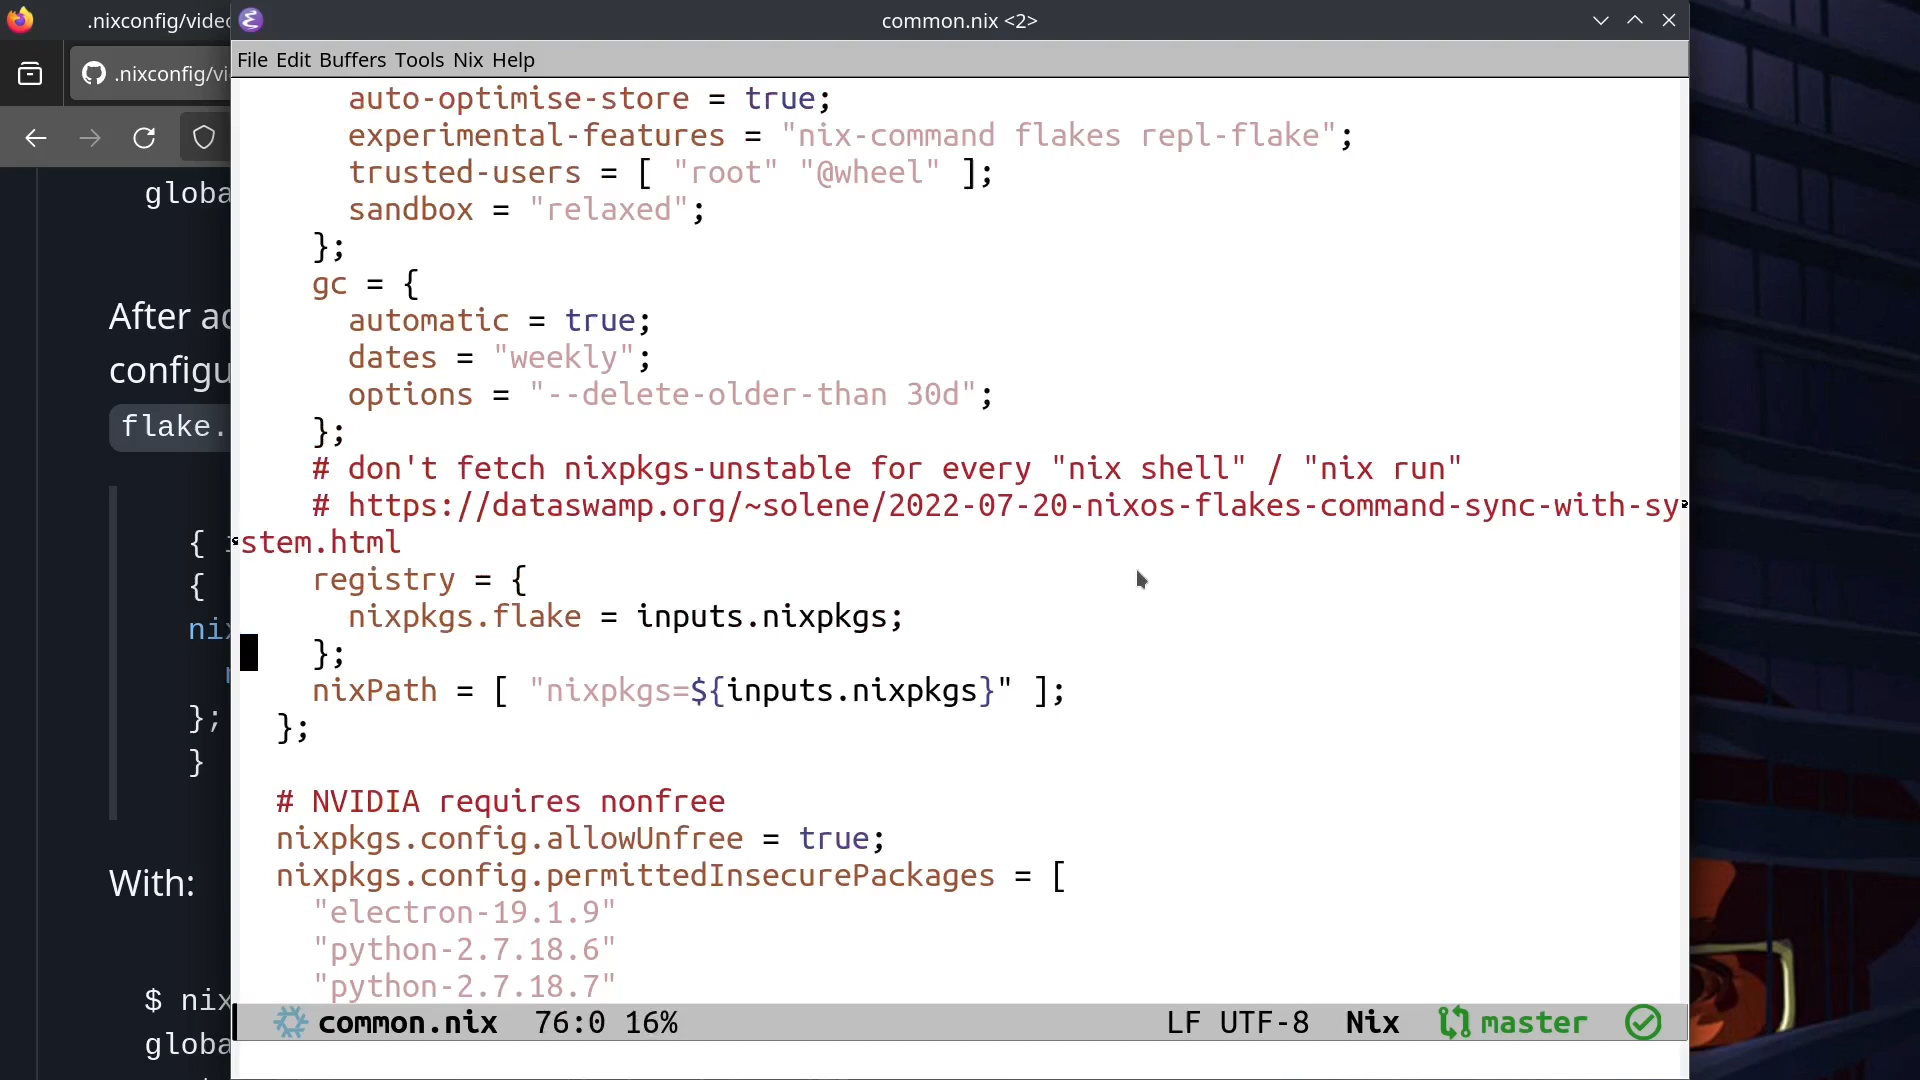 .nixconfig/videc
common.nix <2>
.nixconfig/vi
File Edit Buffers Tools Nix Help
globa
After ad
configu
flake.
{ i
{
nix
};
}
With:
$ nix
globa
auto-optimise-store = true;
experimental-features = "nix-command flakes repl-flake";
trusted-users = [ "root" "@wheel" ];
sandbox = "relaxed";
};
gc = {
automatic = true;
dates = "weekly";
options = "--delete-older-than 30d";
};
# don't fetch nixpkgs-unstable for every "nix shell" / "nix run"
# https://dataswamp.org/~solene/2022-07-20-nixos-flakes-command-sync-with-sy
stem.html
registry = {
nixpkgs.flake = inputs.nixpkgs;
};
nixPath = [ "nixpkgs=${inputs.nixpkgs}" ];
};
# NVIDIA requires nonfree
nixpkgs.config.allowUnfree = true;
nixpkgs.config.permittedInsecurePackages = [
"electron-19.1.9"
"python-2.7.18.6"
"python-2.7.18.7"
common.nix 76:0 16% LF UTF-8 Nix master